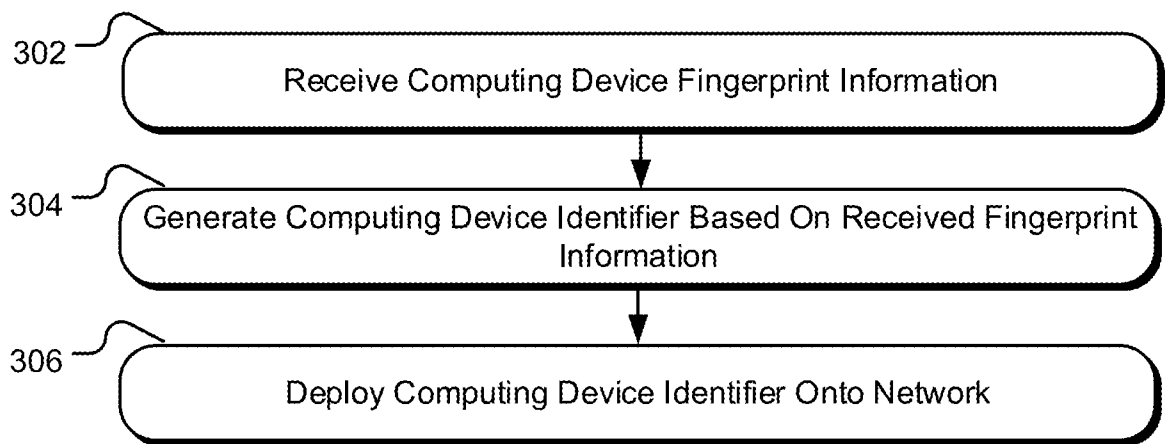 302
Receive Computing Device Fingerprint Information
304
Generate Computing Device Identifier Based On Received Fingerprint
Information
306
Deploy Computing Device Identifier Onto Network